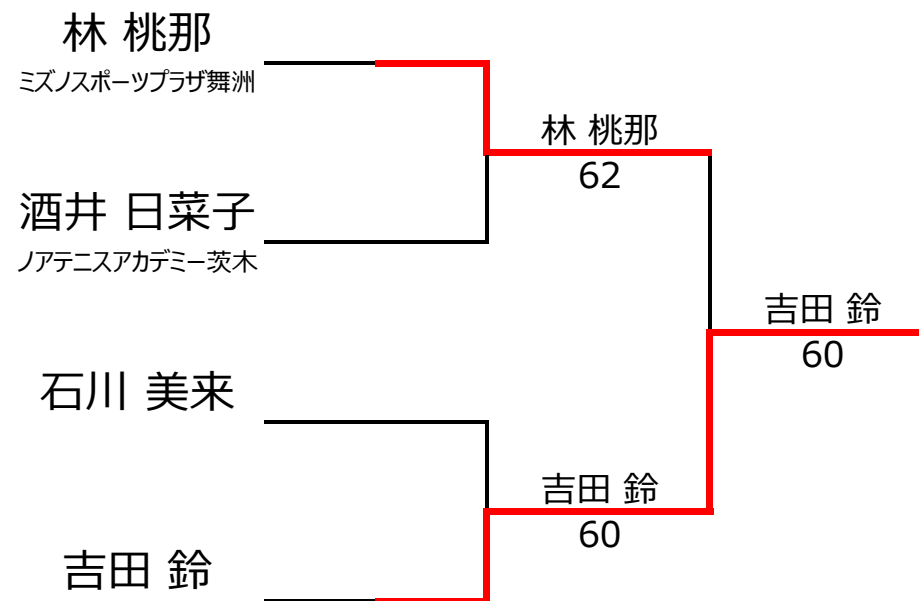 林 桃那
ミズノスポーツプラザ舞洲
林 桃那
62
酒井 日菜子
ノアテニスアカデミー茨木
吉田 鈴
60
石川 美来
吉田 鈴
60
吉田 鈴